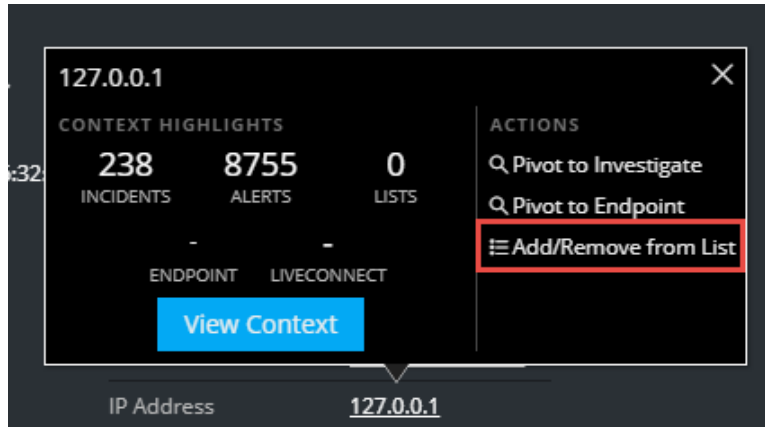 127.0.0.1
CONTEXT HIGHLIGHTS
238 8755 0
INCIDENTS ALERTS LISTS
- -
ENDPOINT LIVECONNECT
View Context
ACTIONS
Pivot to Investigate
Pivot to Endpoint
Add/Remove from List
:32:
IP Address 127.0.0.1